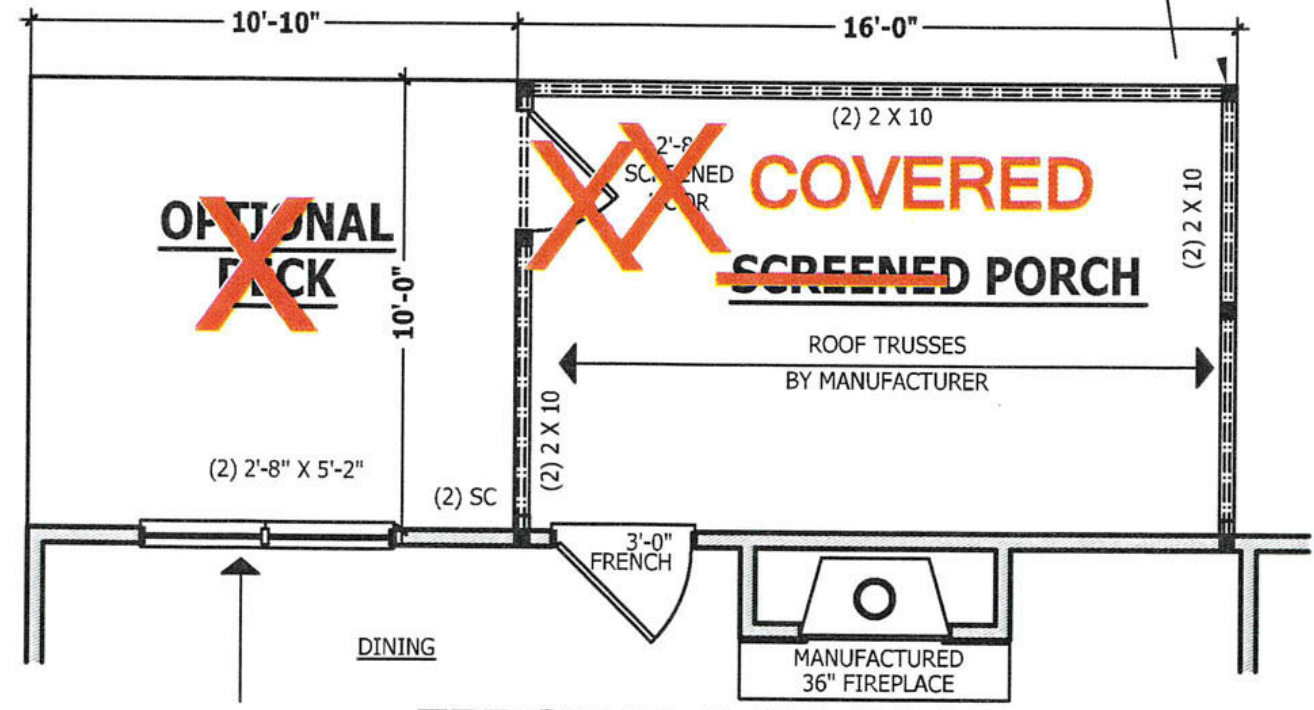 10'-10"
16'-0"
(2) 2 X 10
2'-8
SCREENED
DOOR
COVERED
(2) 2 X 10
OPTIONAL
DECK
10'-0"
SCREENED PORCH
ROOF TRUSSES
BY MANUFACTURER
(2) 2 X 10
(2) 2'-8" X 5'-2"
(2) SC
3'-0"
FRENCH
DINING
MANUFACTURED
36" FIREPLACE